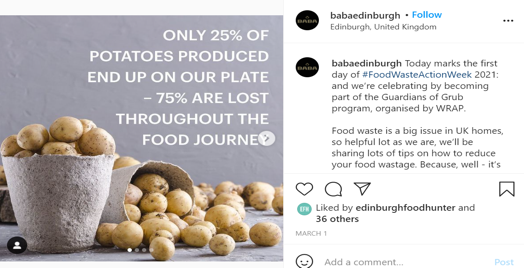 ONLY 25% OF
POTATOES PRODUCED
END UP ON OUR PLATE
– 75% ARE LOST
THROUGHOUT THE
FOOD JOURNEY
babaedinburgh • Follow
Edinburgh, United Kingdom
BABA
babaedinburgh Today marks the first
day of #FoodWasteActionWeek 2021:
and we're celebrating by becoming
part of the Guardians of Grub
program, organised by WRAP.
Food waste is a big issue in UK homes,
so helpful lot as we are, we'll be
sharing lots of tips on how to reduce
your food wastage. Because, well - it's
Liked by edinburghfoodhunter and
36 others
MARCH 1
Add a comment...
Post